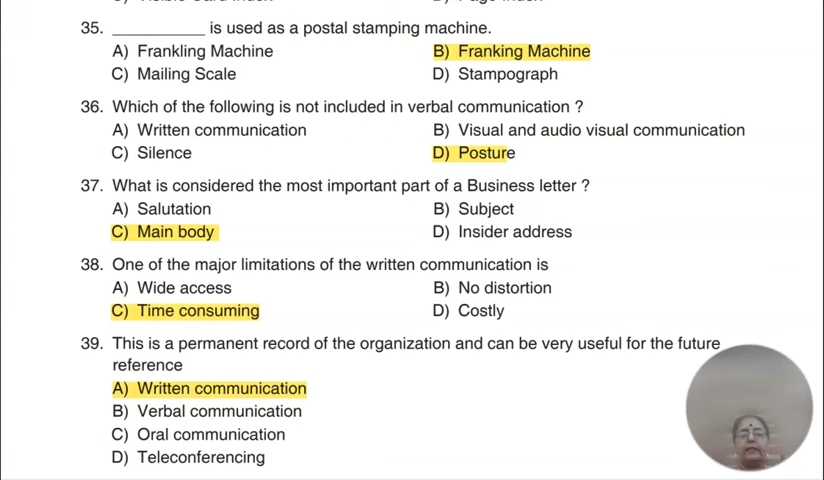 35. __________ is used as a postal stamping machine.
A) Frankling Machine B) Franking Machine
C) Mailing Scale D) Stampograph
36. Which of the following is not included in verbal communication ?
A) Written communication B) Visual and audio visual communication
C) Silence D) Posture
37. What is considered the most important part of a Business letter ?
A) Salutation B) Subject
C) Main body D) Insider address
38. One of the major limitations of the written communication is
A) Wide access B) No distortion
C) Time consuming D) Costly
39. This is a permanent record of the organization and can be very useful for the future
reference
A) Written communication
B) Verbal communication
C) Oral communication
D) Teleconferencing